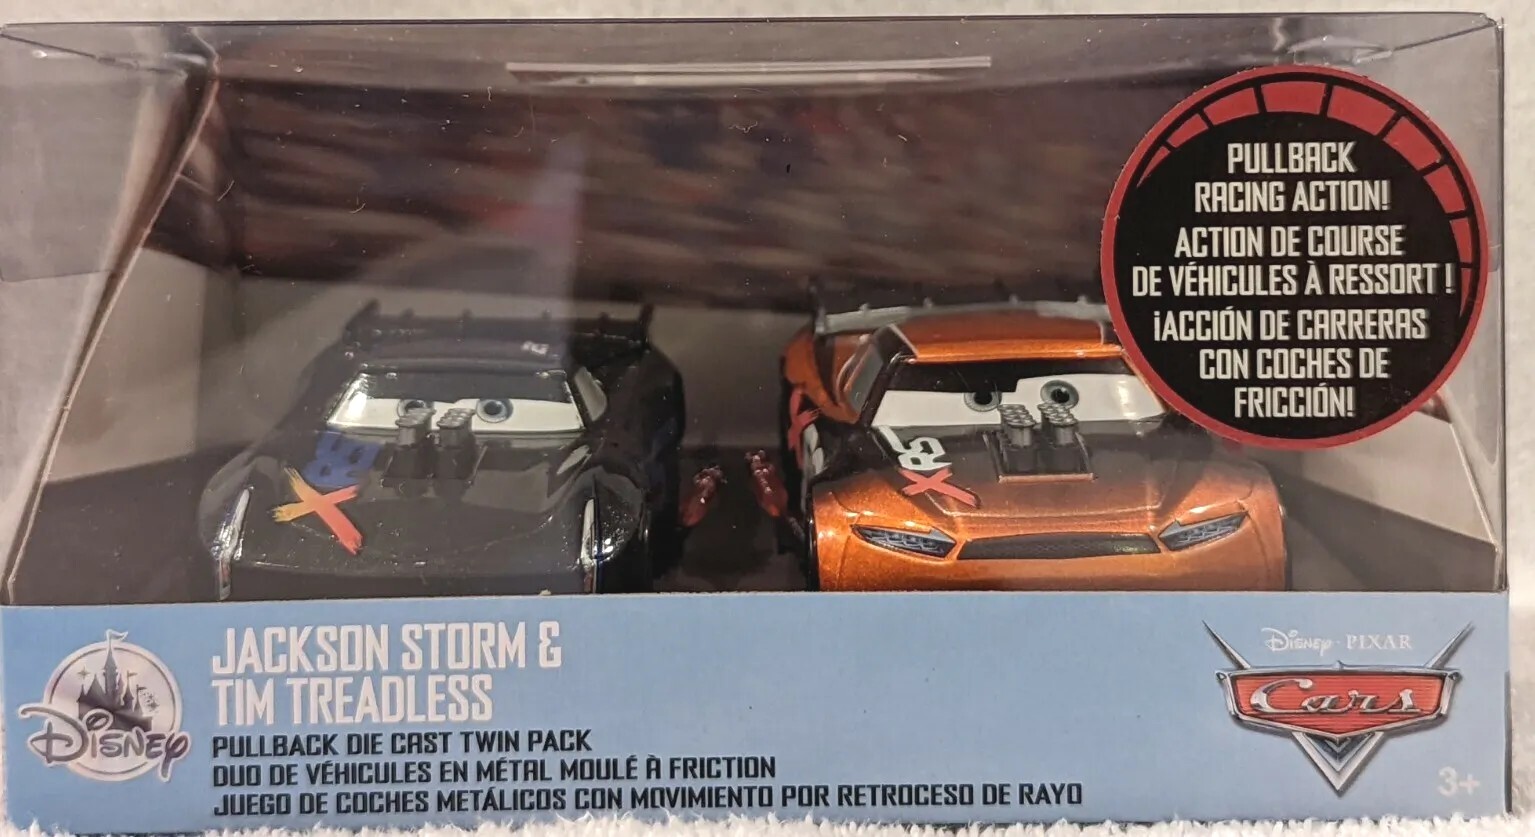 PULLBACK
RACING ACTION!
ACTION DE COURSE
DE VÉHICULES À RESSORT !
¡ACCIÓN DE CARRERAS
CON COCHES DE
FRICCIÓN!
RS
Disney
JACKSON STORM &
TIM TREADLESS
PULLBACK DIE CAST TWIN PACK
DUO DE VÉHICULES EN MÉTAL MOULÉ À FRICTION
JUEGO DE COCHES METÁLICOS CON MOVIMIENTO POR RETROCESO DE RAYO
Disney · PIXAR
Cars
3+